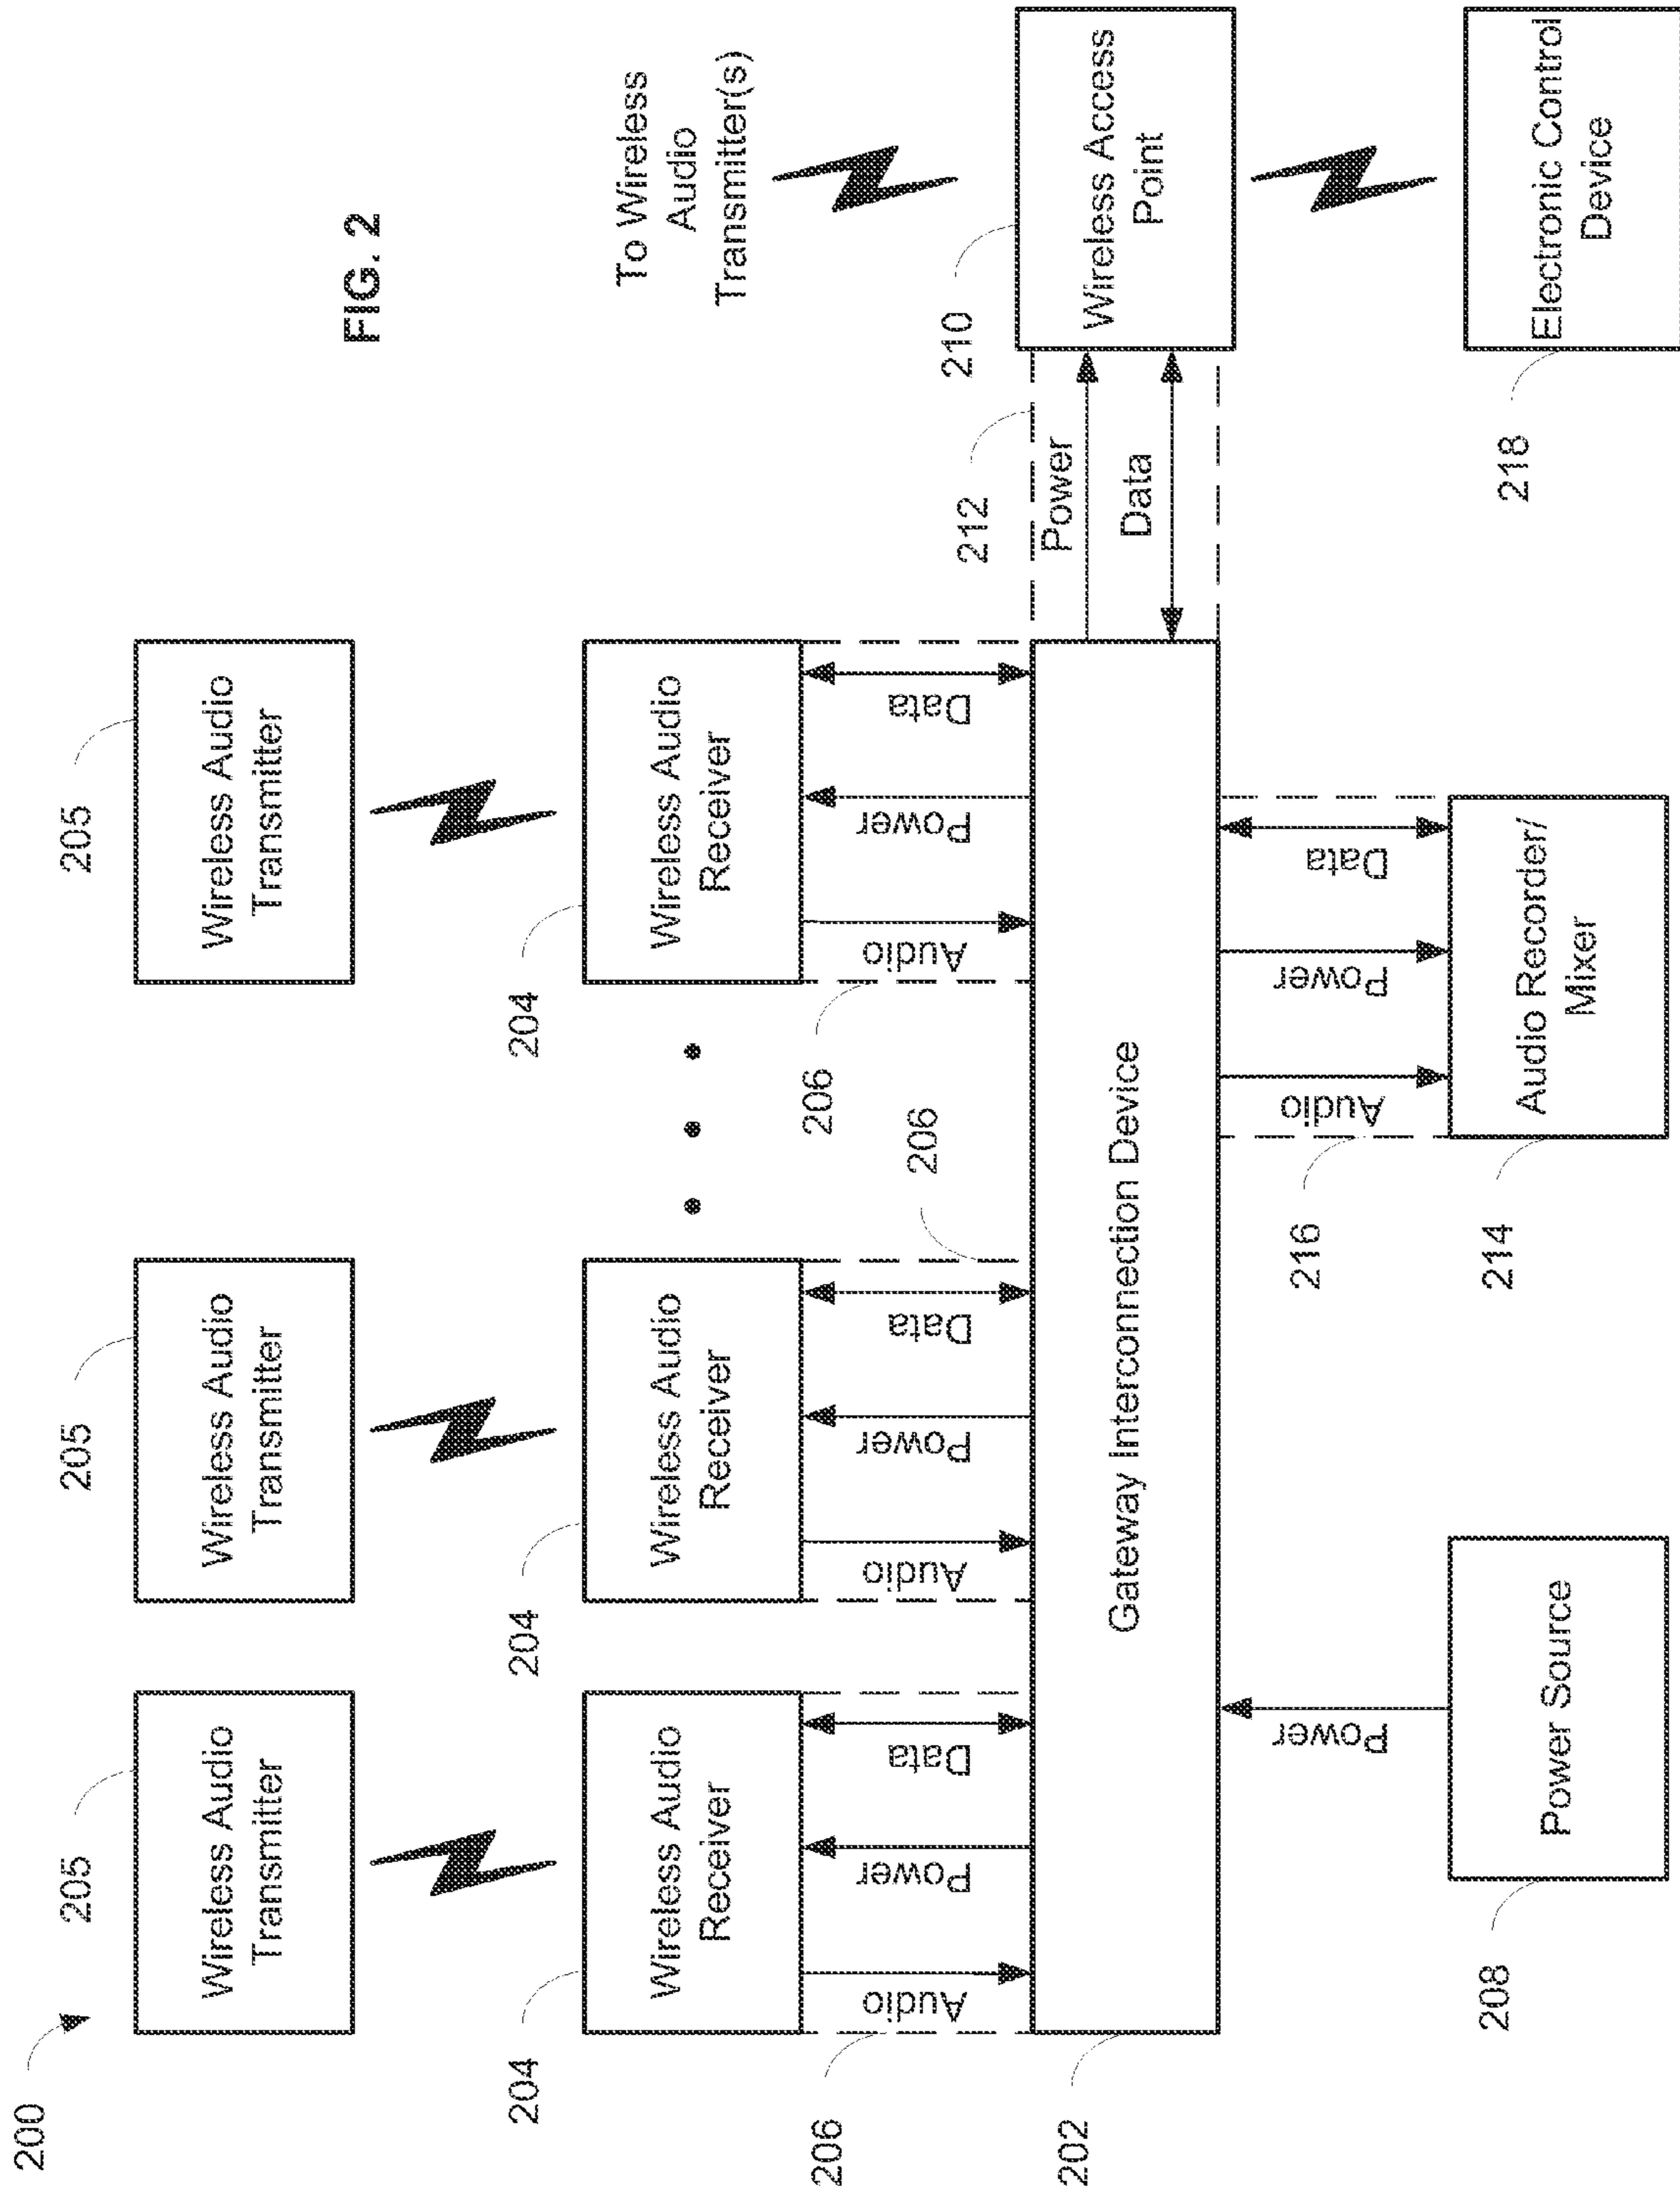 200
205
205
205
Wireless Audio
Transmitter
Wireless Audio
Transmitter
Wireless Audio
Transmitter
FIG. 2
204
204
204
Wireless Audio
Receiver
Wireless Audio
Receiver
Wireless Audio
Receiver
To Wireless
Audio
Transmitter(s)
206
206
206
Audio
Power
Data
Audio
Power
Data
Audio
Power
Data
202
Gateway Interconnection Device
212
Power
Data
210
Wireless Access
Point
Power
216
Audio
Power
Data
208
Power Source
214
Audio Recorder/
Mixer
218
Electronic Control
Device